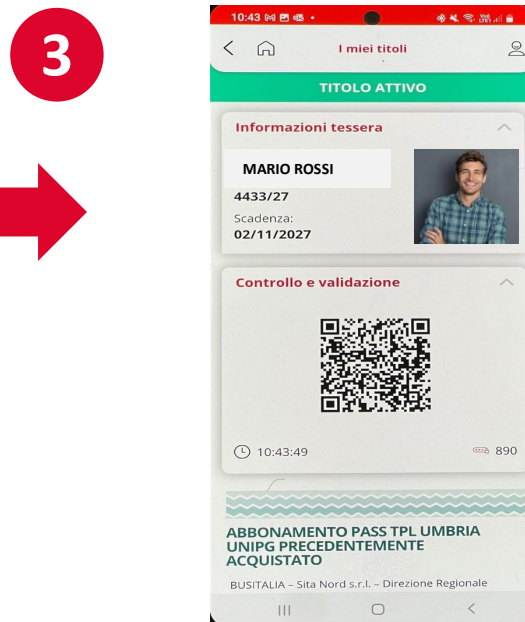 3
10:43
I miei titoli
TITOLO ATTIVO
Informazioni tessera
MARIO ROSSI
4433/27
Scadenza:
02/11/2027
Controllo e validazione
10:43:49
890
ABBONAMENTO PASS TPL UMBRIA
UNIPG PRECEDENTEMENTE
ACQUISTATO
BUSITALIA – Sita Nord s.r.l. – Direzione Regionale